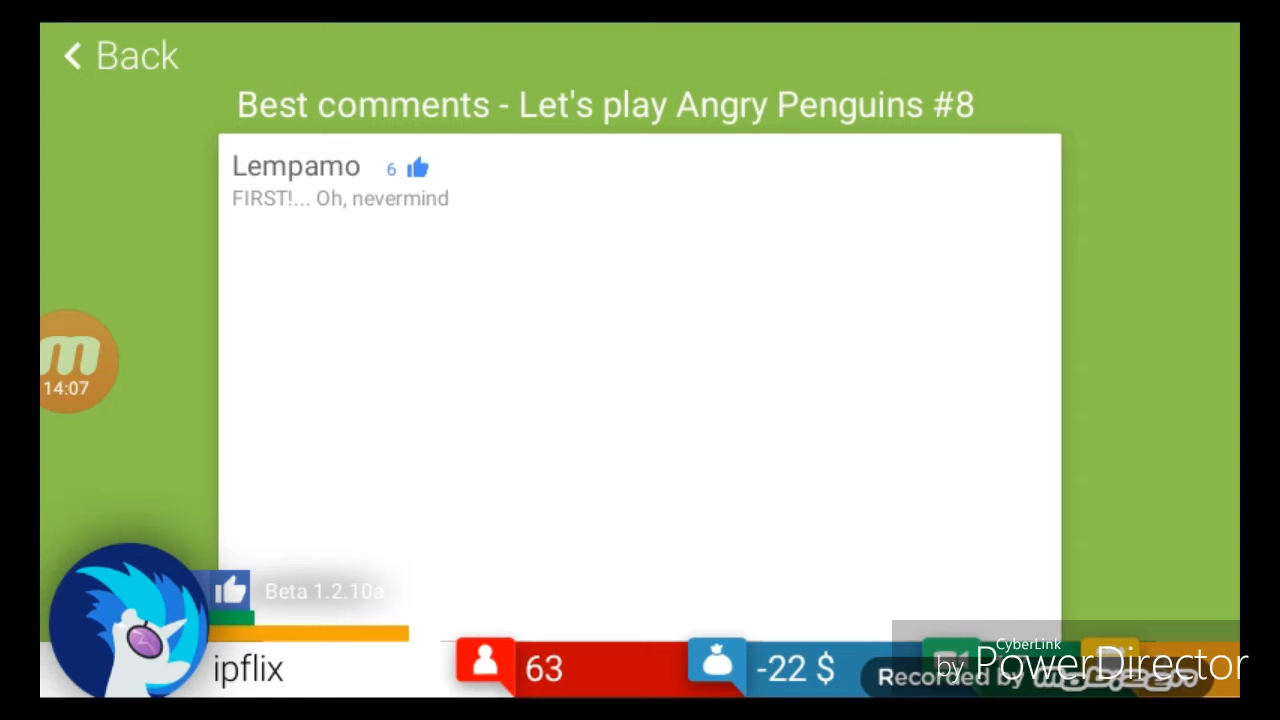 Back
Best comments - Let's play Angry Penguins #8
Lempamo 6
FIRST!... Oh, nevermind
14:07
Beta 1.2.10a
ipflix
63
-22 $
CyberLink
by PowerDirector
Recorded by